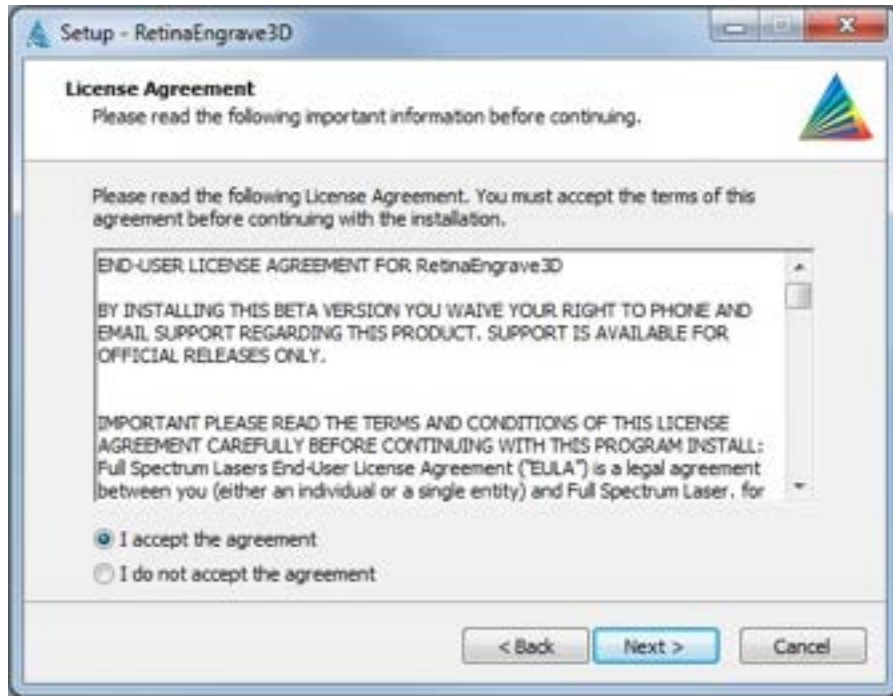 Setup - RetinaEngrave3D
License Agreement
Please read the following important information before continuing.
Please read the following License Agreement. You must accept the terms of this
agreement before continuing with the installation.
END-USER LICENSE AGREEMENT FOR RetinaEngrave3D
BY INSTALLING THIS BETA VERSION YOU WAIVE YOUR RIGHT TO PHONE AND
EMAIL SUPPORT REGARDING THIS PRODUCT. SUPPORT IS AVAILABLE FOR
OFFICIAL RELEASES ONLY.
IMPORTANT PLEASE READ THE TERMS AND CONDITIONS OF THIS LICENSE
AGREEMENT CAREFULLY BEFORE CONTINUING WITH THIS PROGRAM INSTALL:
Full Spectrum Lasers End-User License Agreement ("EULA") is a legal agreement
between you (either an individual or a single entity) and Full Spectrum Laser. for
I accept the agreement
I do not accept the agreement
< Back
Next >
Cancel